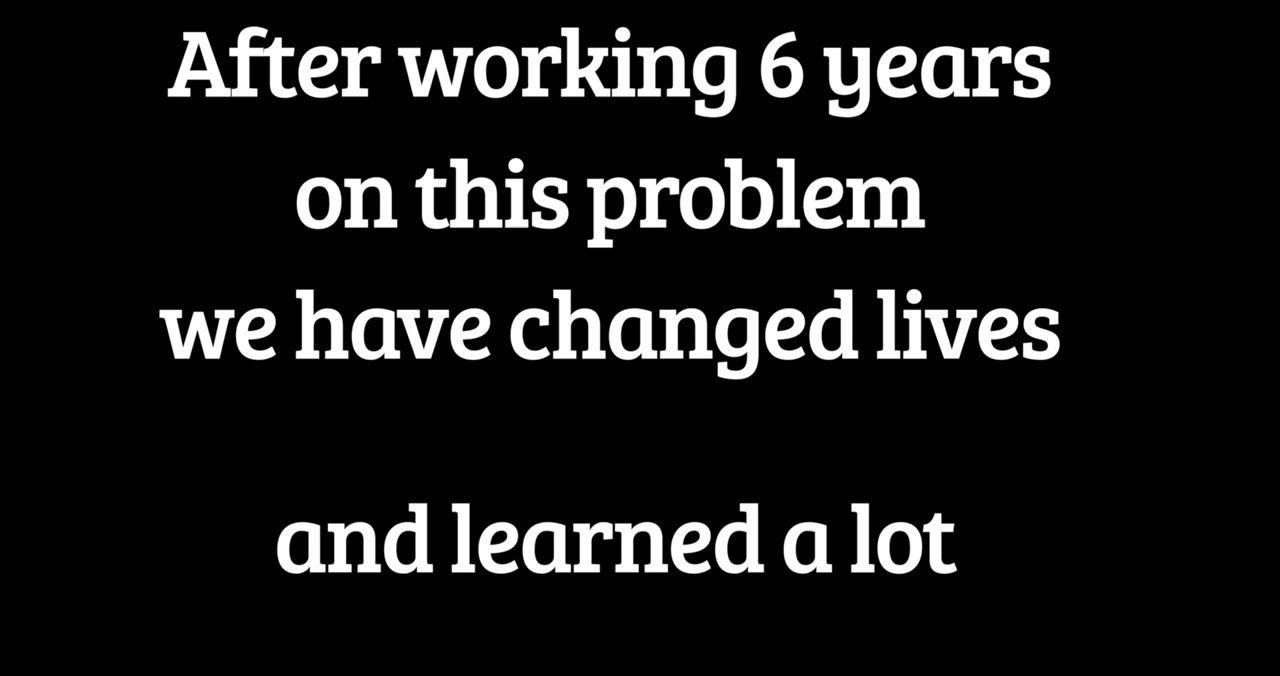 After working 6 years
on this problem
we have changed lives
and learned a lot